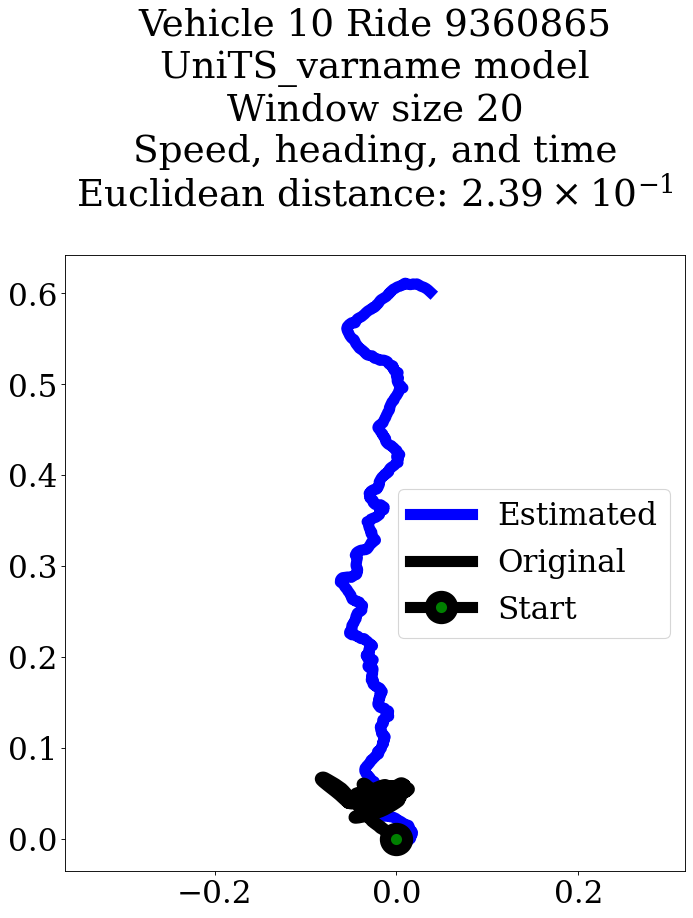 Vehicle 10 Ride 9360865
UniTS_varname model
Window size 20
Speed, heading, and time
Euclidean distance: 2.39 × 10⁻¹
0.6
0.5
0.4
0.3
0.2
0.1
0.0
Estimated
Original
Start
−0.2 0.0 0.2